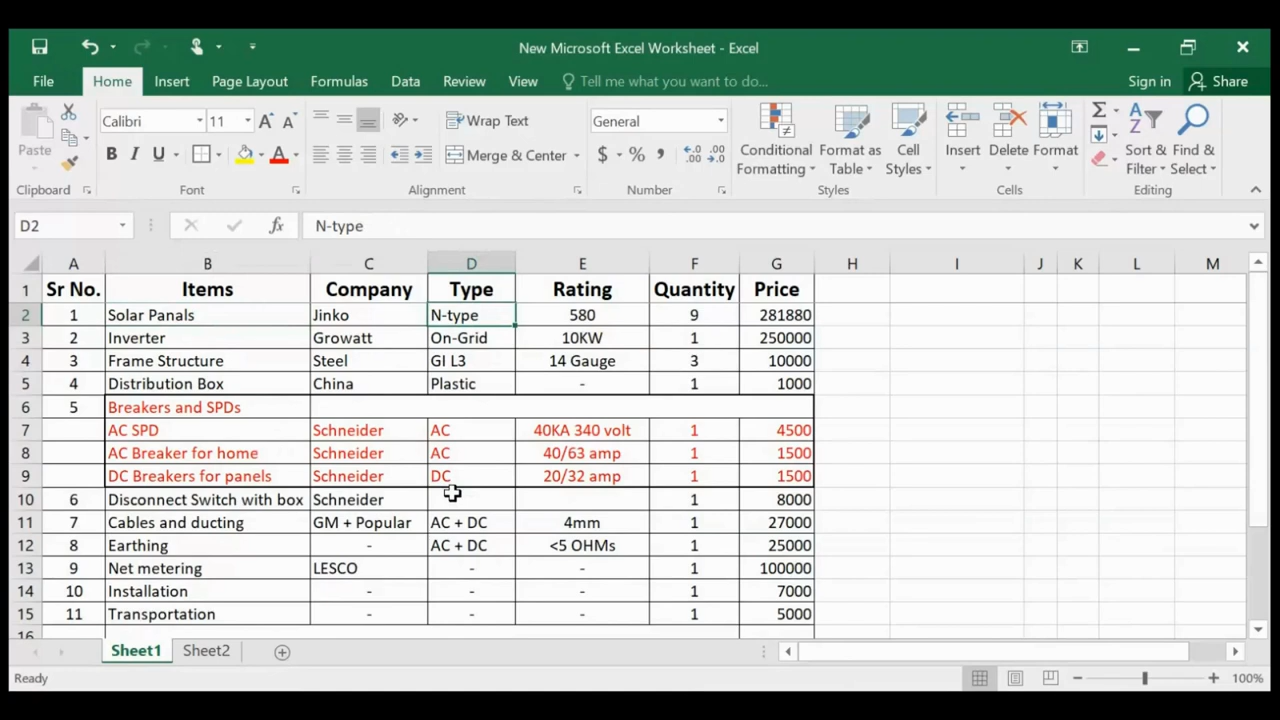 New Microsoft Excel Worksheet - Excel
File Home Insert Page Layout Formulas Data Review View Tell me what you want to do... Sign in Share
Paste Calibri 11 A A Wrap Text General Conditional Formatting Format as Table Cell Styles Insert Delete Format Sort & Filter Find & Select
B I U A Merge & Center $ % , .00
Clipboard Font Alignment Number Styles Cells Editing
D2 fx N-type
A B C D E F G H I J K L M
1 Sr No. Items Company Type Rating Quantity Price
2 1 Solar Panals Jinko N-type 580 9 281880
3 2 Inverter Growatt On-Grid 10KW 1 250000
4 3 Frame Structure Steel GI L3 14 Gauge 3 10000
5 4 Distribution Box China Plastic - 1 1000
6 5 Breakers and SPDs
7 AC SPD Schneider AC 40KA 340 volt 1 4500
8 AC Breaker for home Schneider AC 40/63 amp 1 1500
9 DC Breakers for panels Schneider DC 20/32 amp 1 1500
10 6 Disconnect Switch with box Schneider 1 8000
11 7 Cables and ducting GM + Popular AC + DC 4mm 1 27000
12 8 Earthing - AC + DC <5 OHMs 1 25000
13 9 Net metering LESCO - - 1 100000
14 10 Installation - - - 1 7000
15 11 Transportation - - - 1 5000
16
Sheet1 Sheet2
Ready 100%